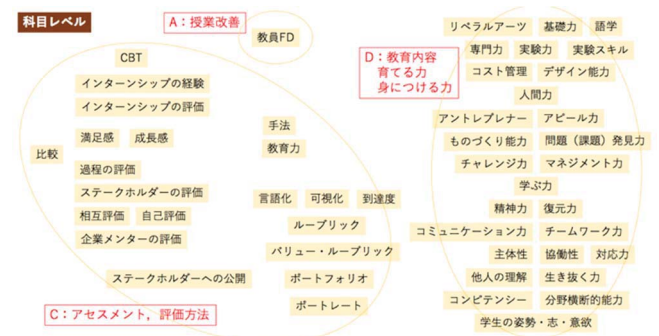 科目レベル
A：授業改善
教員FD
CBT
インターンシップの経験
インターンシップの評価
満足感 成長感
比較
過程の評価
ステークホルダーの評価
相互評価 自己評価
企業メンターの評価
ステークホルダーへの公開
C：アセスメント，評価方法
手法
教育力
言語化 可視化 到達度
ルーブリック
バリュー・ルーブリック
ポートフォリオ
ポートレート
D：教育内容
育てる力
身につける力
リベラルアーツ 基礎力 語学
専門力 実験力 実験スキル
コスト管理 デザイン能力
人間力
アントレプレナー アピール力
ものづくり能力 問題（課題）発見力
チャレンジ力 マネジメント力
学ぶ力
精神力 復元力
コミュニケーション力 チームワーク力
主体性 協働性 対応力
他人の理解 生き抜く力
コンピテンシー 分野横断的能力
学生の姿勢・志・意欲